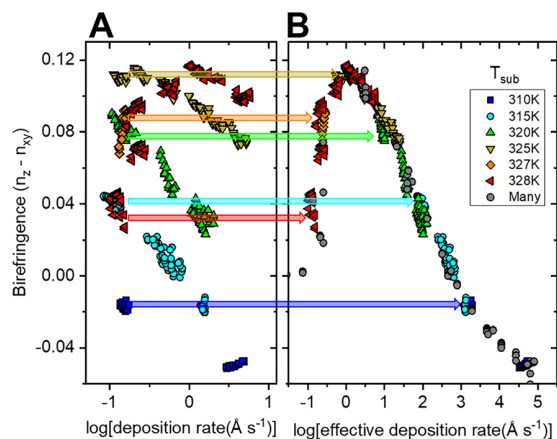 A
B
Birefringence (nz - nxy)
0.12
0.08
0.04
0.00
-0.04
Tsub
310K
315K
320K
325K
327K
328K
Many
-1 0 1
-1 0 1 2 3 4 5
log[deposition rate(Å s-1)]
log[effective deposition rate(Å s-1)]